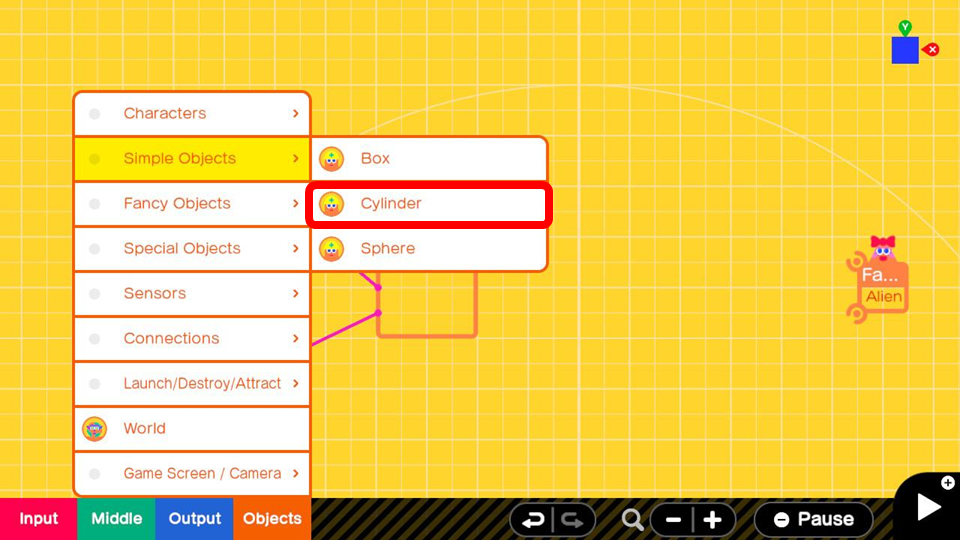 Y
X
Characters
Simple Objects
Box
Fancy Objects
Cylinder
Special Objects
Sphere
Sensors
Connections
Launch/Destroy/Attract
World
Game Screen / Camera
Fa...
Alien
Input
Middle
Output
Objects
Pause